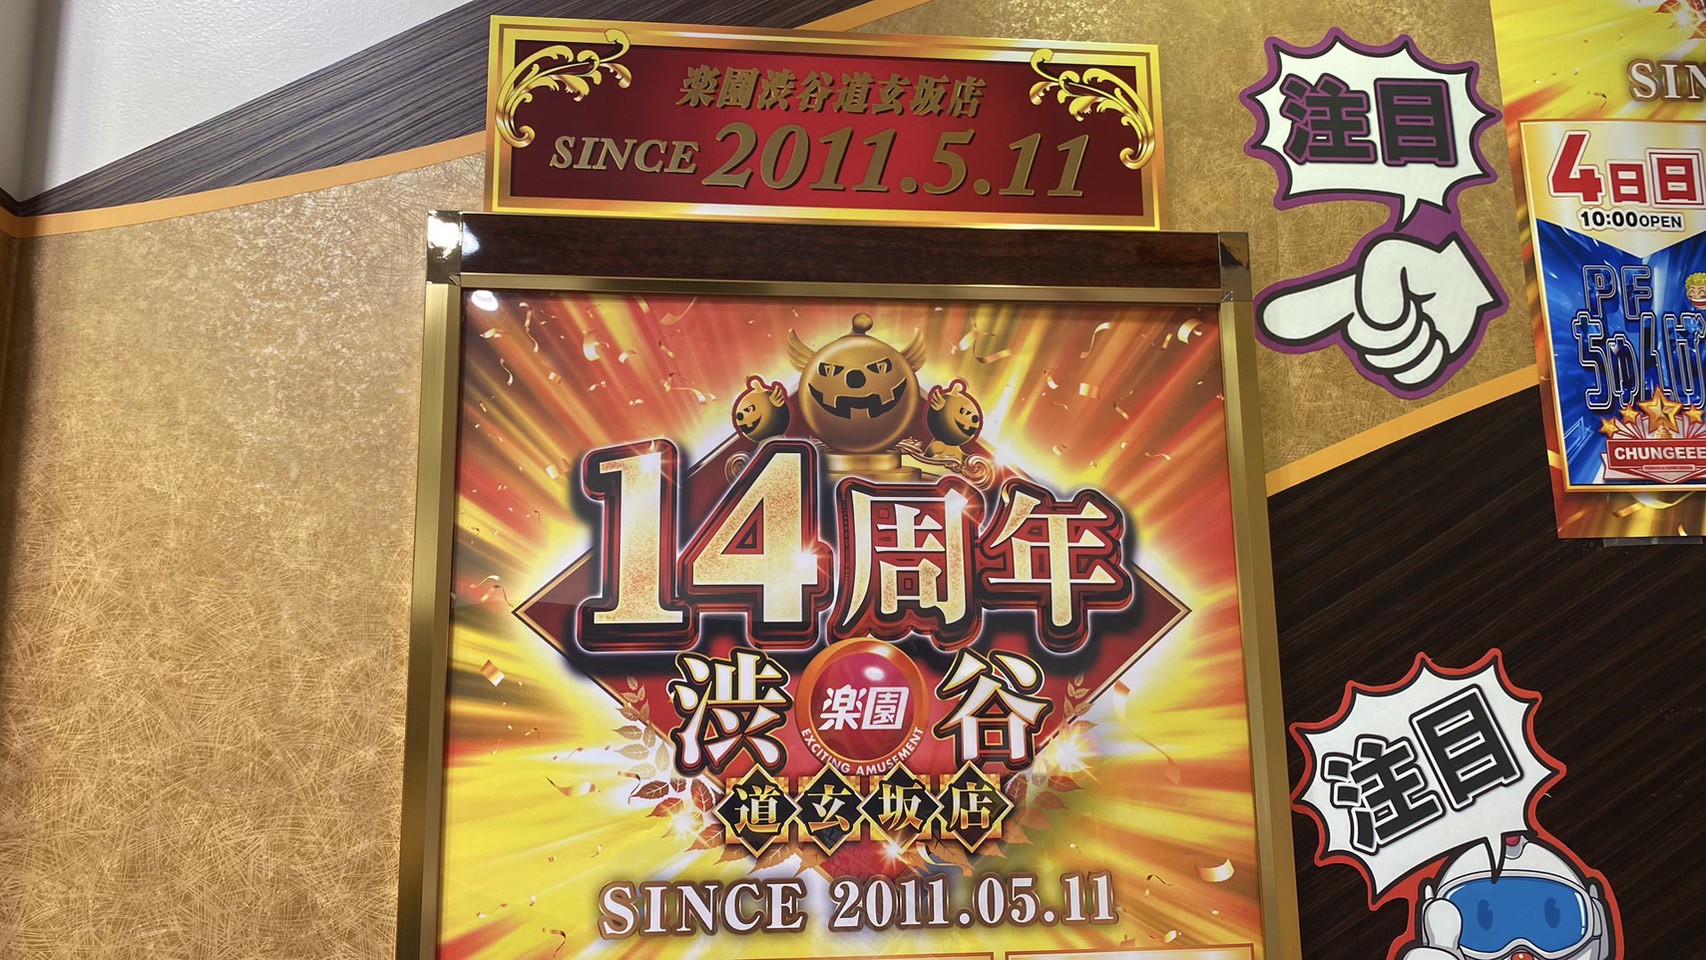 楽園渋谷道玄坂店
SINCE 2011.5.11
14周年
渋谷
楽園
EXCITING AMUSEMENT
道玄坂店
SINCE 2011.05.11
注目
注目
4日日
10:00OPEN
PF
CHUNGEEE